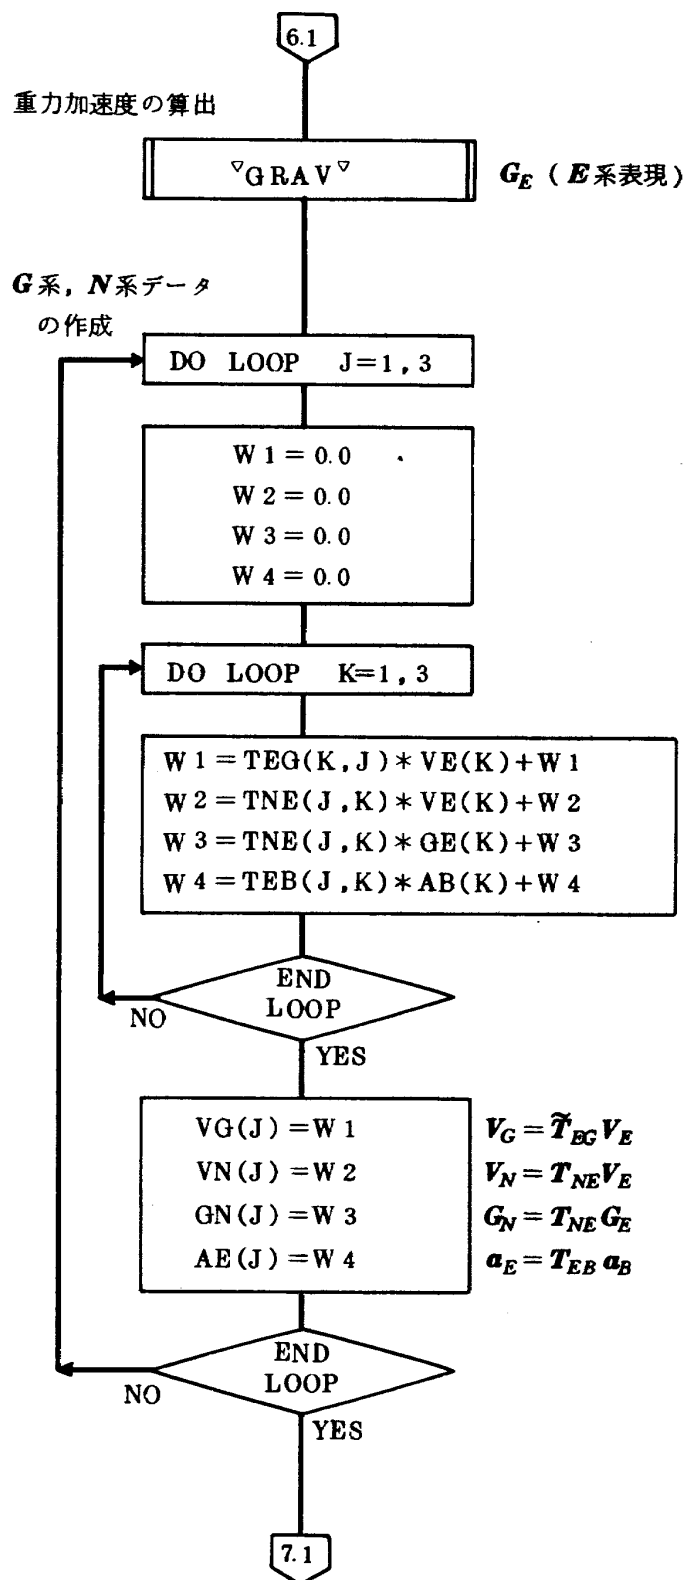 6.1
重力加速度の算出
▽GRAV▽
G_E ( E系表現 )
G系, N系データ
の作成
DO LOOP J=1,3
W1=0.0
W2=0.0
W3=0.0
W4=0.0
DO LOOP K=1,3
W1=TEG(K,J)*VE(K)+W1
W2=TNE(J,K)*VE(K)+W2
W3=TNE(J,K)*GE(K)+W3
W4=TEB(J,K)*AB(K)+W4
END
LOOP
NO
YES
VG(J)=W1
V_G=T̃_EG V_E
VN(J)=W2
V_N=T_NE V_E
GN(J)=W3
G_N=T_NE G_E
AE(J)=W4
a_E=T_EB a_B
END
LOOP
NO
YES
7.1